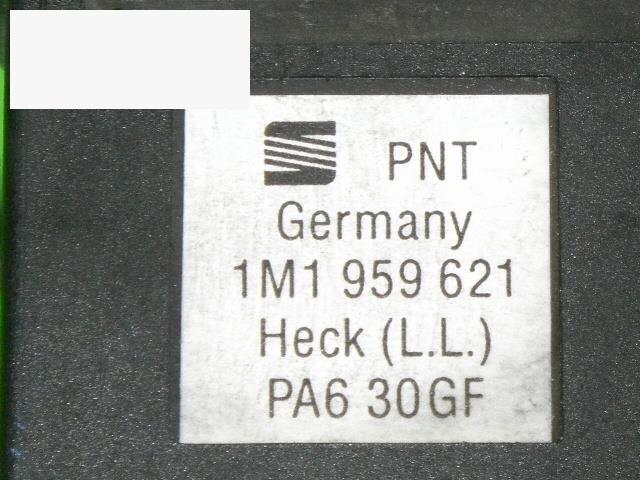 PNT
Germany
1M1 959 621
Heck (L.L.)
PA6 30GF